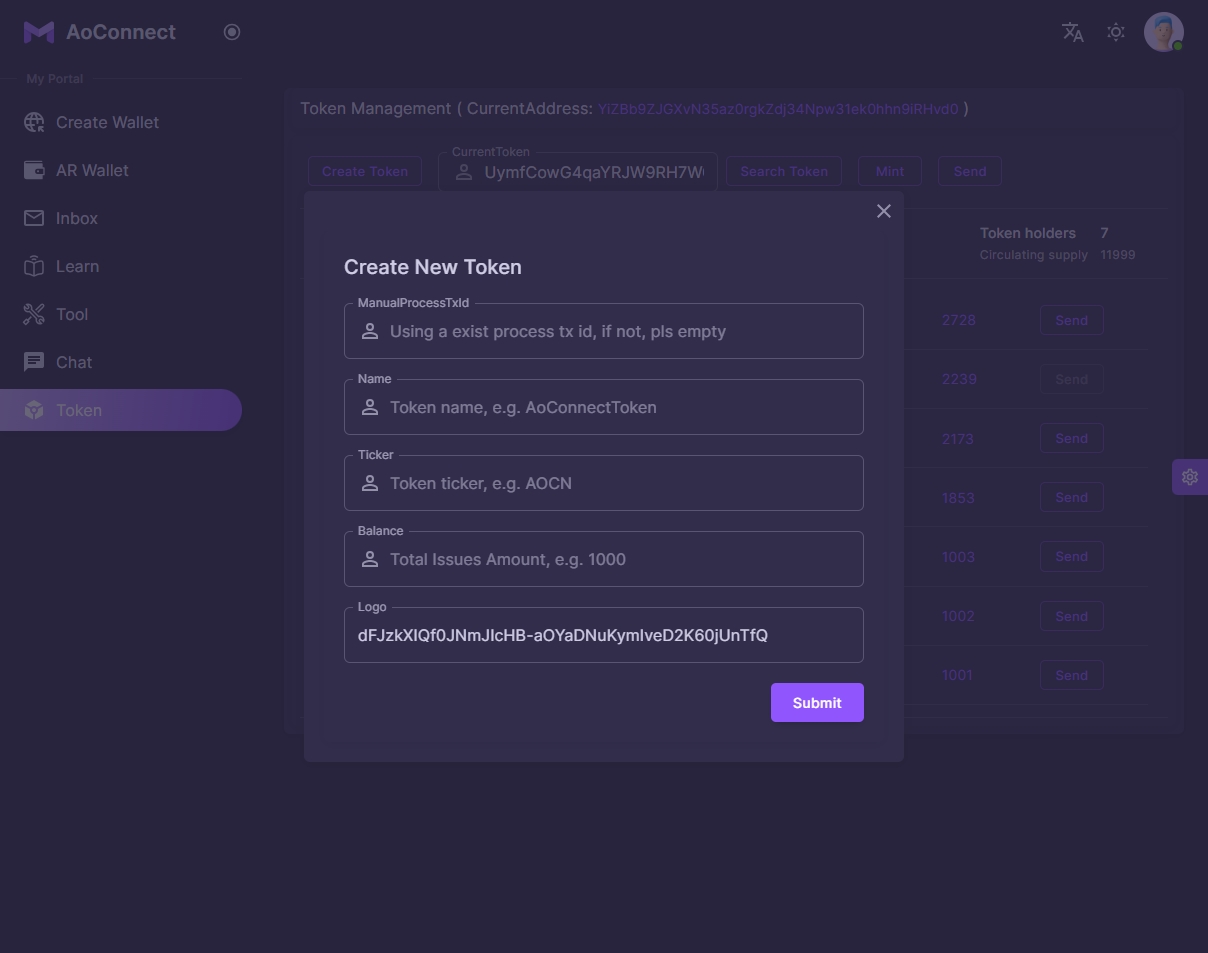 AoConnect
My Portal
Create Wallet
AR Wallet
Inbox
Learn
Tool
Chat
Token
Token Management ( CurrentAddress: YiZBb9ZJGXvN35az0rgkZdj34Npw31ek0hhn9iRHvd0 )
Create Token
CurrentToken
UymfCowG4qaYRJW9RH7W
Search Token
Mint
Send
Token holders 7
Circulating supply 11999
2728 Send
2239 Send
2173 Send
1853 Send
1003 Send
1002 Send
1001 Send
Create New Token
ManualProcessTxId
Using a exist process tx id, if not, pls empty
Name
Token name, e.g. AoConnectToken
Ticker
Token ticker, e.g. AOCN
Balance
Total Issues Amount, e.g. 1000
Logo
dFJzkXIQf0JNmJIcHB-aOYaDNuKymIveD2K60jUnTfQ
Submit